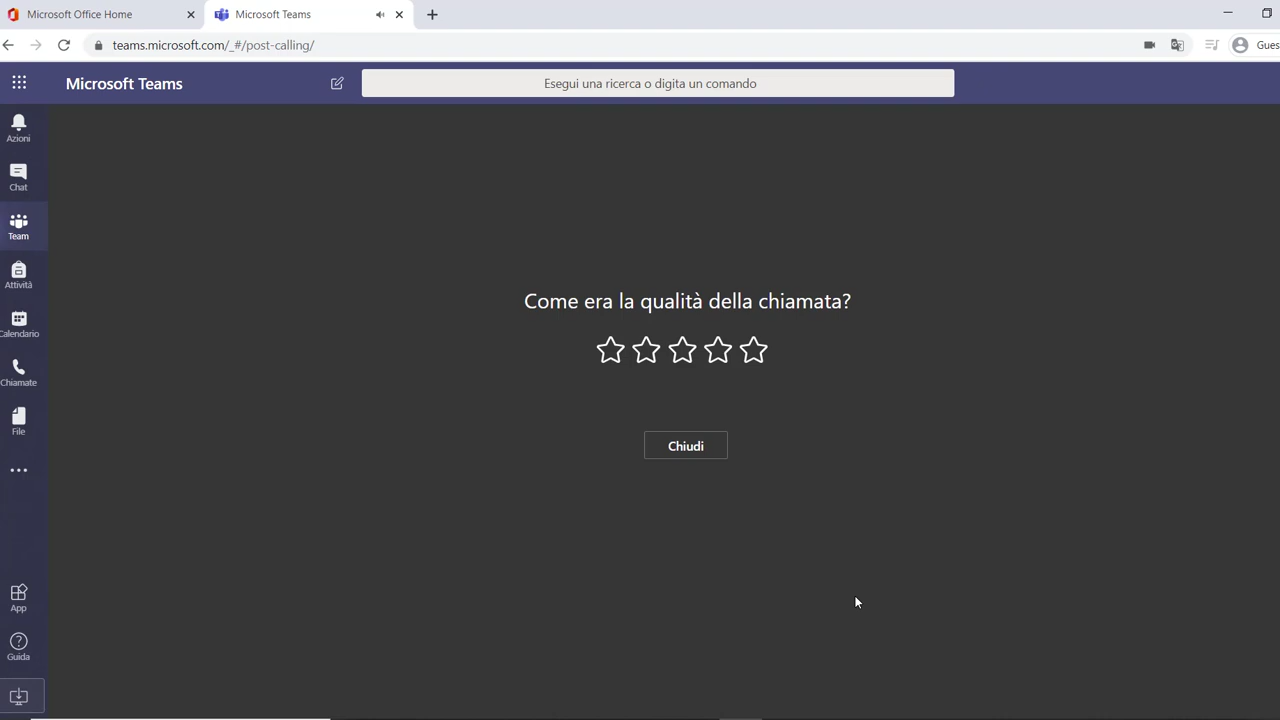 Microsoft Office Home
Microsoft Teams
teams.microsoft.com/_#/post-calling/
Gues
Microsoft Teams
Esegui una ricerca o digita un comando
Azioni
Chat
Team
Attività
Calendario
Chiamate
File
Come era la qualità della chiamata?
Chiudi
App
Guida